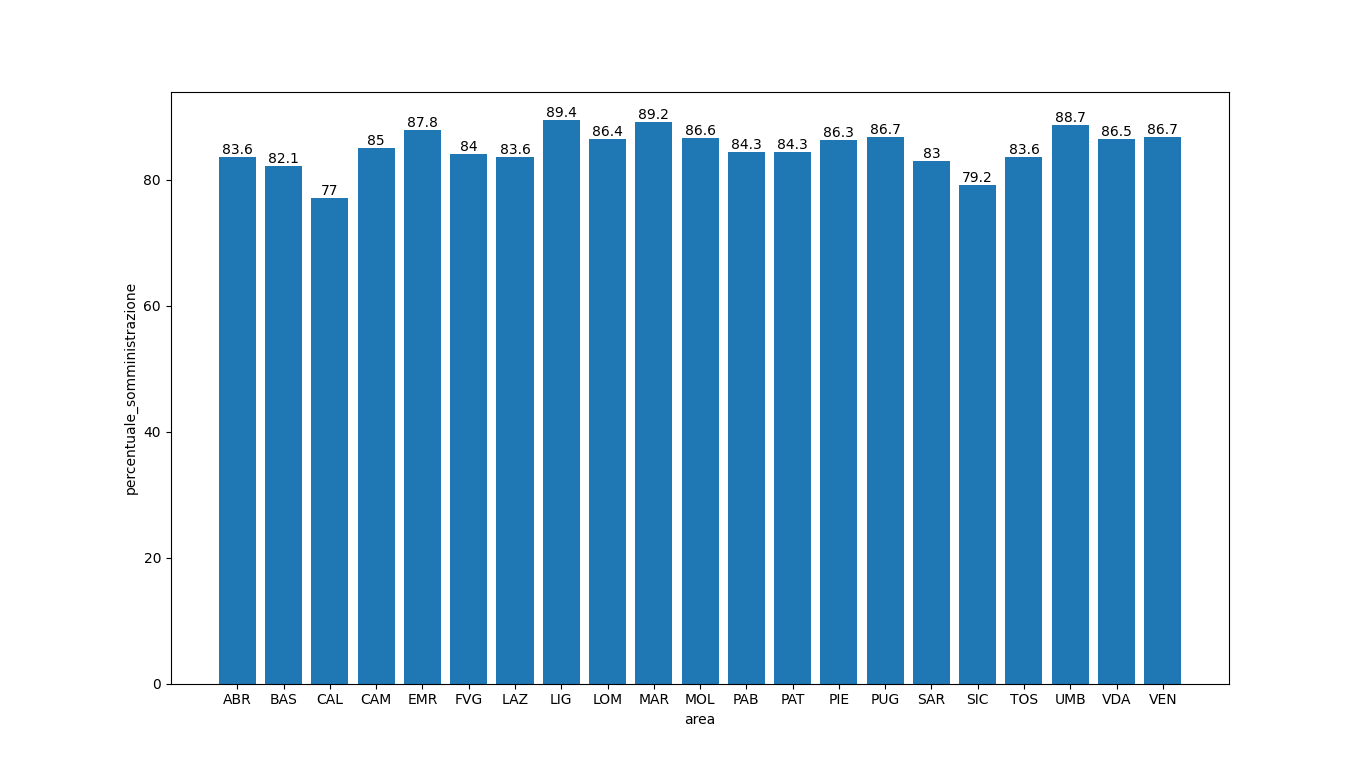 83.6 82.1 77 85 87.8 84 83.6 89.4 86.4 89.2 86.6 84.3 84.3 86.3 86.7 83 79.2 83.6 88.7 86.5 86.7
80
60
40
20
0
percentuale_somministrazione
ABR BAS CAL CAM EMR FVG LAZ LIG LOM MAR MOL PAB PAT PIE PUG SAR SIC TOS UMB VDA VEN
area